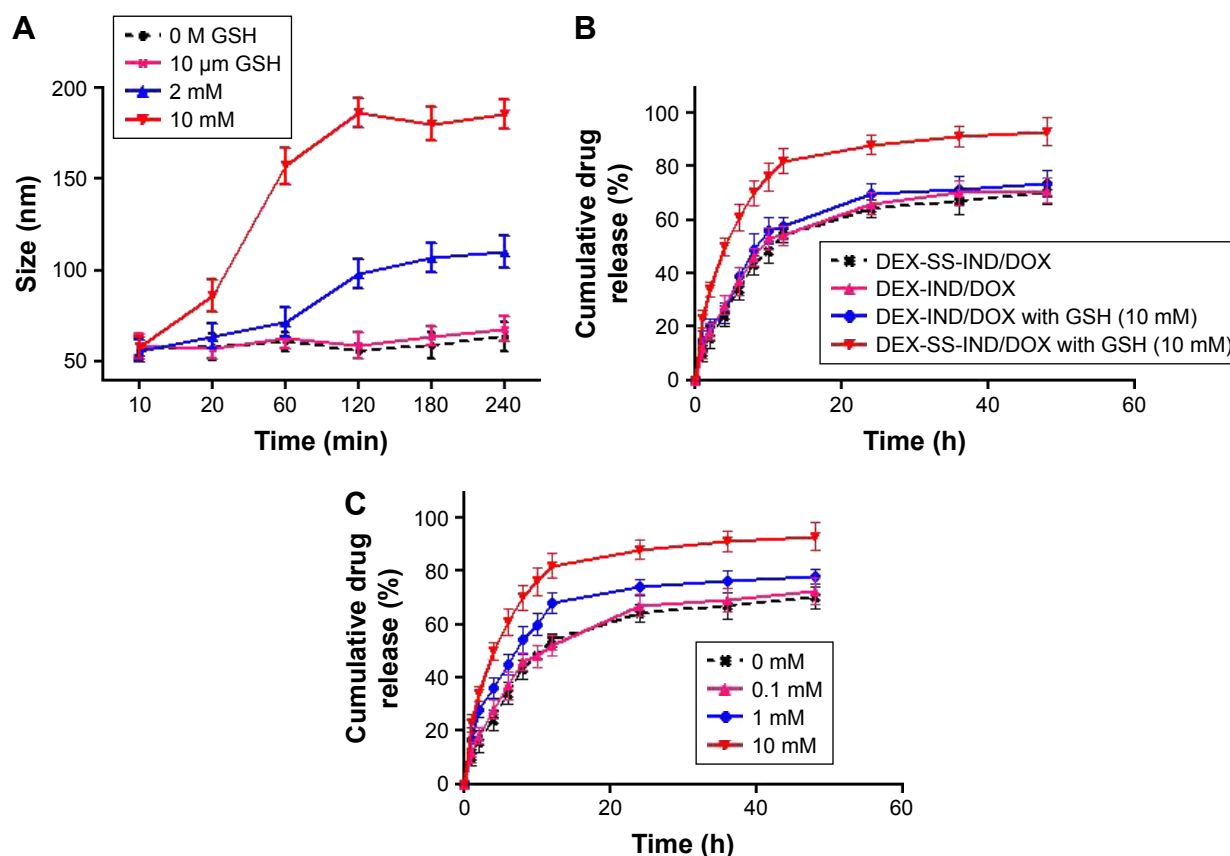 A
0 M GSH
10 µm GSH
2 mM
10 mM
200
150
100
50
Size (nm)
10 20 60 120 180 240
Time (min)
B
100
80
60
40
20
0
Cumulative drug
release (%)
DEX-SS-IND/DOX
DEX-IND/DOX
DEX-IND/DOX with GSH (10 mM)
DEX-SS-IND/DOX with GSH (10 mM)
0 20 40 60
Time (h)
C
100
80
60
40
20
0
Cumulative drug
release (%)
0 mM
0.1 mM
1 mM
10 mM
0 20 40 60
Time (h)